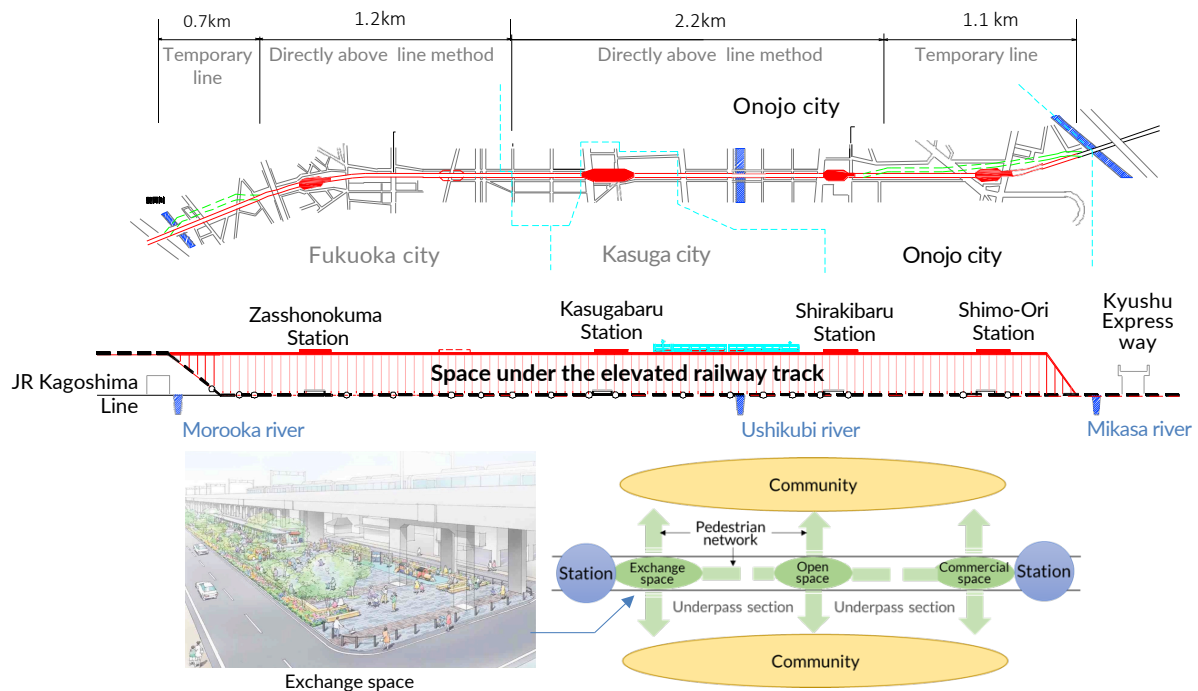 0.7km
1.2km
2.2km
1.1 km
Temporary
line
Directly above line method
Directly above line method
Temporary line
Onojo city
Fukuoka city
Kasuga city
Onojo city
Zasshonokuma
Station
Kasugabaru
Station
Shirakibaru
Station
Shimo-Ori
Station
Kyushu
Express
way
JR Kagoshima
Line
Space under the elevated railway track
Morooka river
Ushikubi river
Mikasa river
Exchange space
Community
Pedestrian
network
Station
Exchange
space
Open
space
Commercial
space
Station
Underpass section
Underpass section
Community